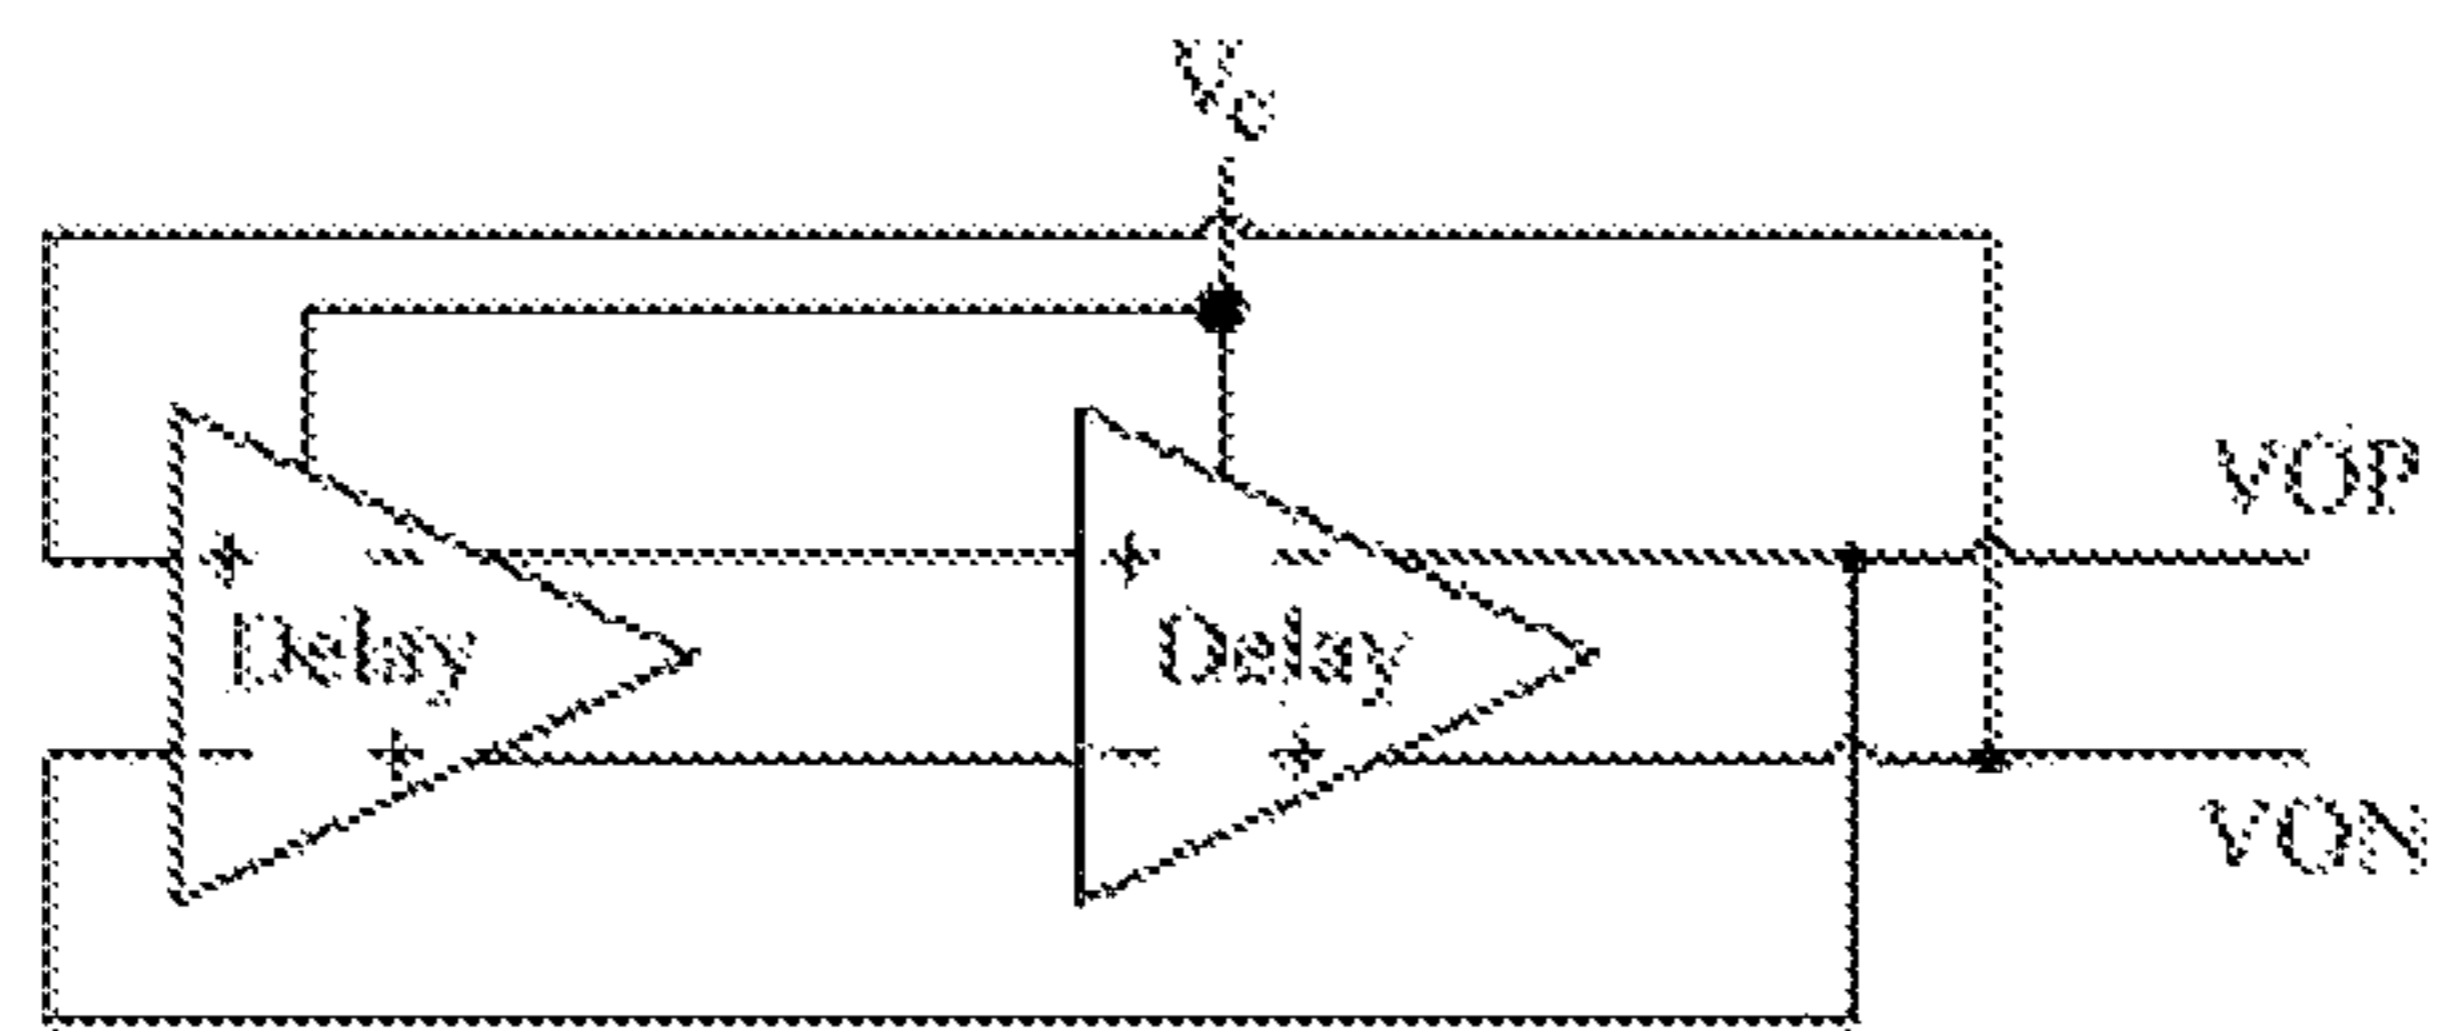 VC
VOP
+ − + −
Delay Delay
− + − +
VON